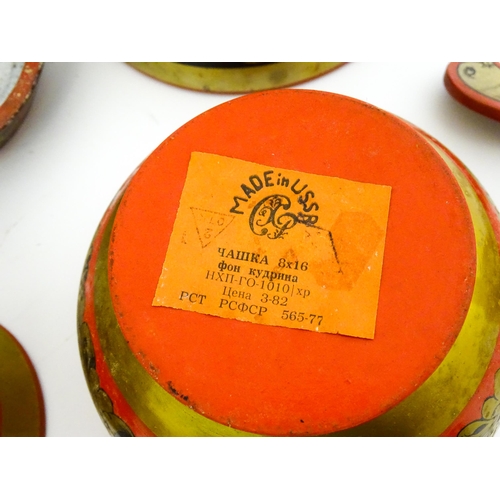 MADE in USSR
ЧАШКА 8х16
фон кудрина
НХП-ГО-1010/хр
Цена 3-82
РСТ РСФСР 565-77